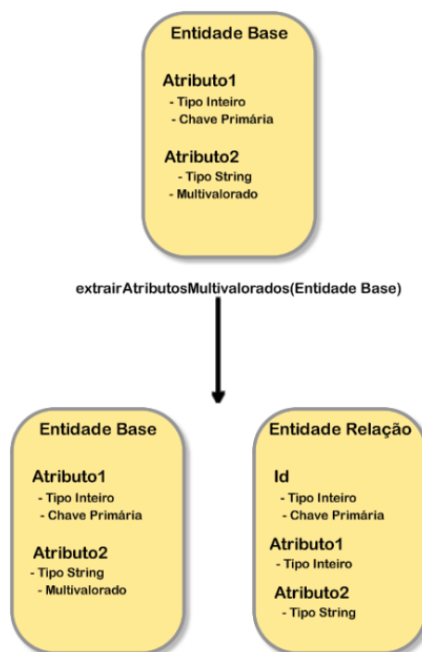 Entidade Base
Atributo1
- Tipo Inteiro
- Chave Primária
Atributo2
- Tipo String
- Multivalorado
extrairAtributosMultivalorados(Entidade Base)
Entidade Base
Atributo1
- Tipo Inteiro
- Chave Primária
Atributo2
- Tipo String
- Multivalorado
Entidade Relação
Id
- Tipo Inteiro
- Chave Primária
Atributo1
- Tipo Inteiro
Atributo2
- Tipo String